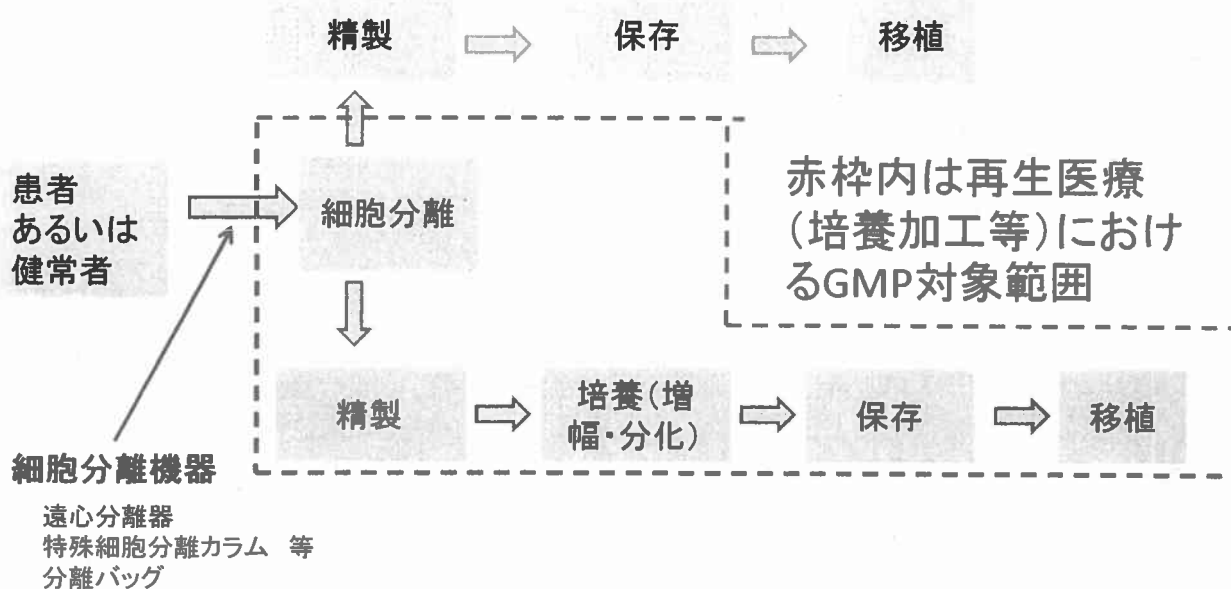 精製
保存
移植
患者
あるいは
健常者
細胞分離
赤枠内は再生医療
(培養加工等)におけ
るGMP対象範囲
精製
培養(増
幅・分化)
保存
移植
細胞分離機器
遠心分離器
特殊細胞分離カラム 等
分離バッグ